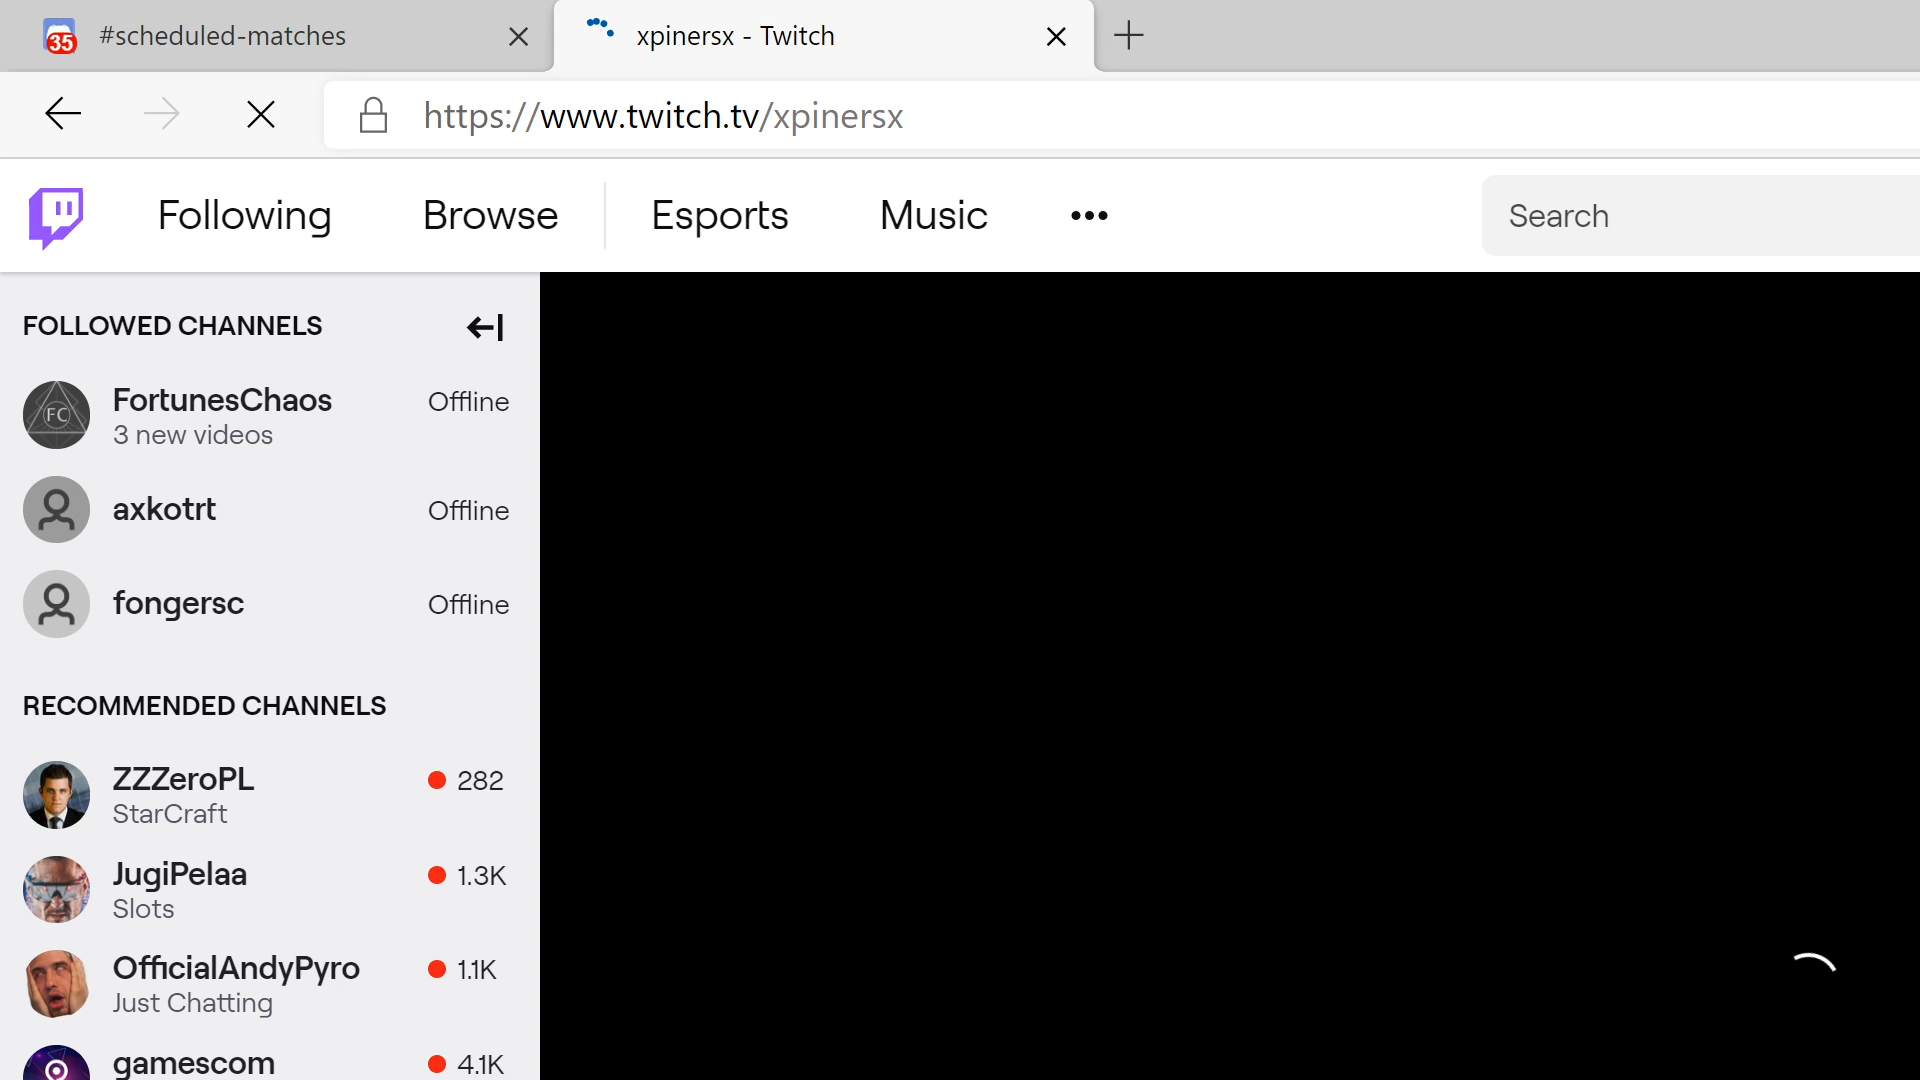 35 #scheduled-matches
xpinersx - Twitch
https://www.twitch.tv/xpinersx
Following Browse Esports Music Search
FOLLOWED CHANNELS
FC
FortunesChaos Offline
3 new videos
axkotrt Offline
fongersc Offline
RECOMMENDED CHANNELS
ZZZeroPL 282
StarCraft
JugiPelaa 1.3K
Slots
OfficialAndyPyro 1.1K
Just Chatting
gamescom 4.1K